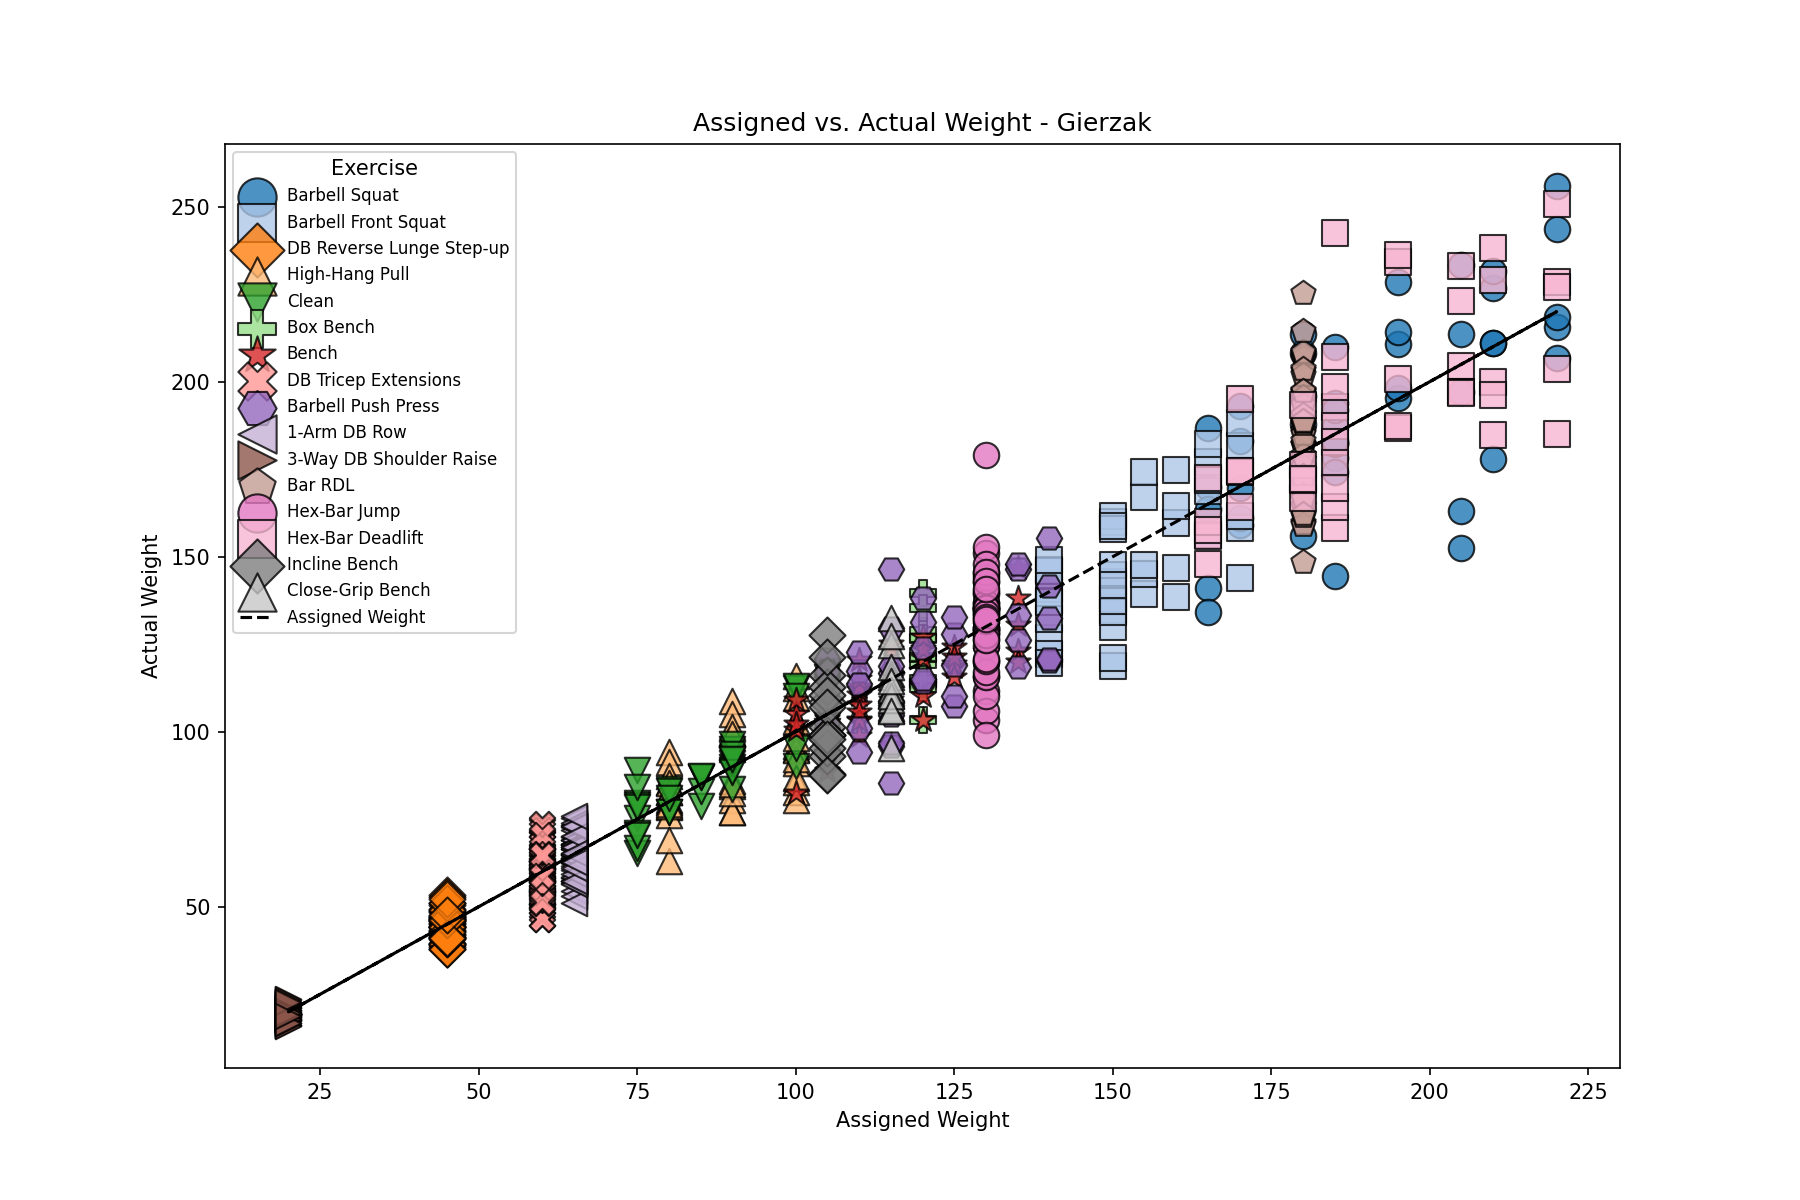 Assigned vs. Actual Weight - Gierzak
Exercise
Barbell Squat
Barbell Front Squat
DB Reverse Lunge Step-up
High-Hang Pull
Clean
Box Bench
Bench
DB Tricep Extensions
Barbell Push Press
1-Arm DB Row
3-Way DB Shoulder Raise
Bar RDL
Hex-Bar Jump
Hex-Bar Deadlift
Incline Bench
Close-Grip Bench
Assigned Weight
Actual Weight
250
200
150
100
50
25 50 75 100 125 150 175 200 225
Assigned Weight